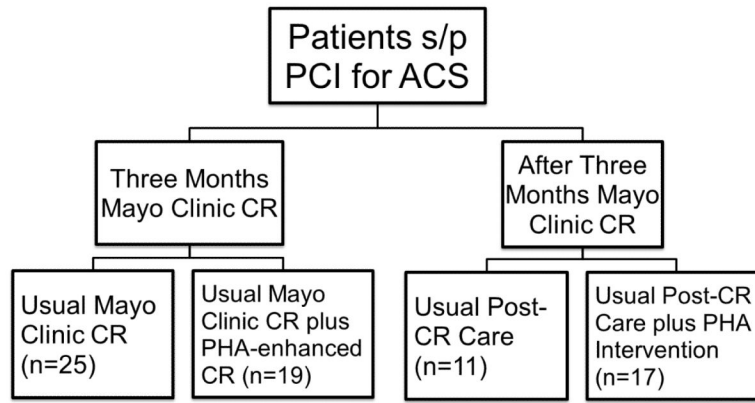 Patients s/p
PCI for ACS
Three Months
Mayo Clinic CR
After Three
Months Mayo
Clinic CR
Usual Mayo
Clinic CR
(n=25)
Usual Mayo
Clinic CR plus
PHA-enhanced
CR (n=19)
Usual Post-
CR Care
(n=11)
Usual Post-CR
Care plus PHA
Intervention
(n=17)